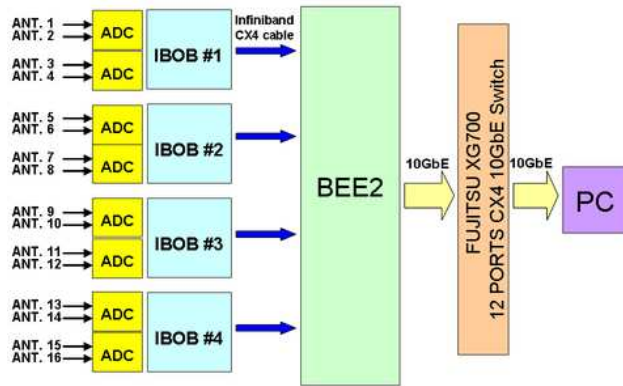 ANT. 1
ANT. 2
ADC
ANT. 3
ANT. 4
ADC
IBOB #1
Infiniband
CX4 cable
ANT. 5
ANT. 6
ADC
ANT. 7
ANT. 8
ADC
IBOB #2
ANT. 9
ANT. 10
ADC
ANT. 11
ANT. 12
ADC
IBOB #3
ANT. 13
ANT. 14
ADC
ANT. 15
ANT. 16
ADC
IBOB #4
BEE2
10GbE
FUJITSU XG700
12 PORTS CX4 10GbE Switch
10GbE
PC